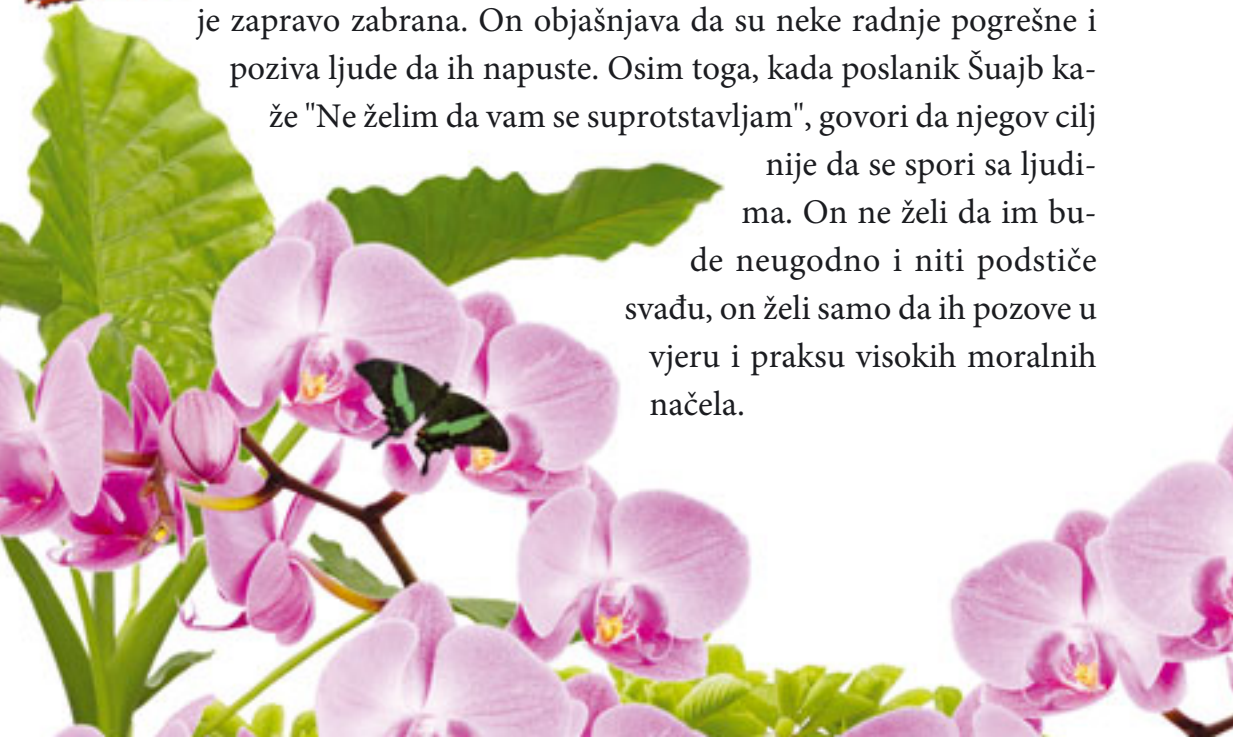 je zapravo zabrana. On objašnjava da su neke radnje pogrešne i
poziva ljude da ih napuste. Osim toga, kada poslanik Šuajb ka-
že "Ne želim da vam se suprotstavljam", govori da njegov cilj
nije da se spori sa ljudi-
ma. On ne želi da im bu-
de neugodno i niti podstiče
svađu, on želi samo da ih pozove u
vjeru i praksu visokih moralnih
načela.